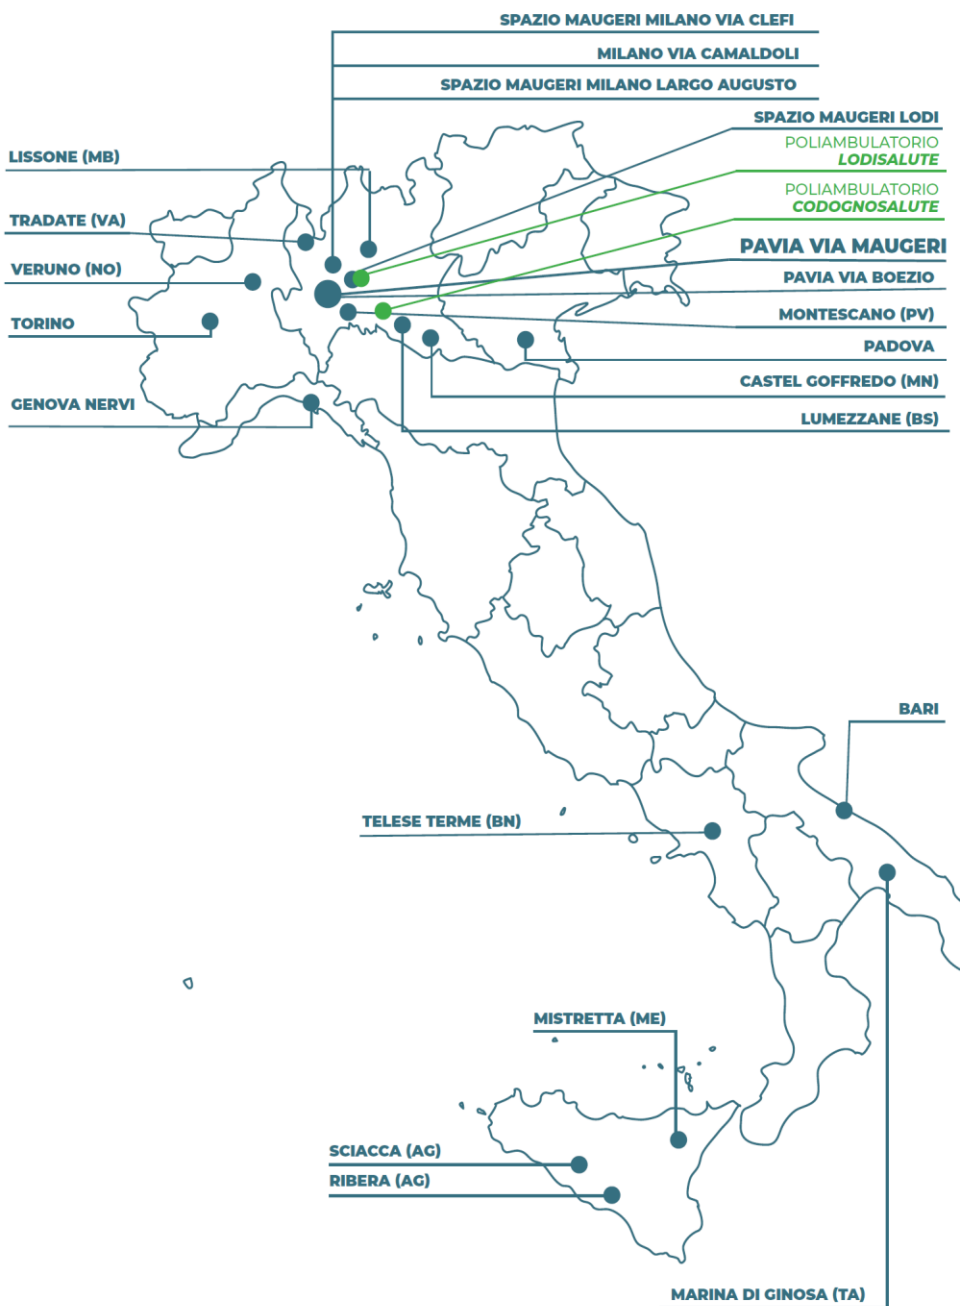 SPAZIO MAUGERI MILANO VIA CLEFI
MILANO VIA CAMALDOLI
SPAZIO MAUGERI MILANO LARGO AUGUSTO
SPAZIO MAUGERI LODI
POLIAMBULATORIO
LODISALUTE
POLIAMBULATORIO
CODOGNOSALUTE
PAVIA VIA MAUGERI
PAVIA VIA BOEZIO
MONTESCANO (PV)
PADOVA
CASTEL GOFFREDO (MN)
LUMEZZANE (BS)
LISSONE (MB)
TRADATE (VA)
VERUNO (NO)
TORINO
GENOVA NERVI
BARI
TELESE TERME (BN)
MISTRETTA (ME)
SCIACCA (AG)
RIBERA (AG)
MARINA DI GINOSA (TA)